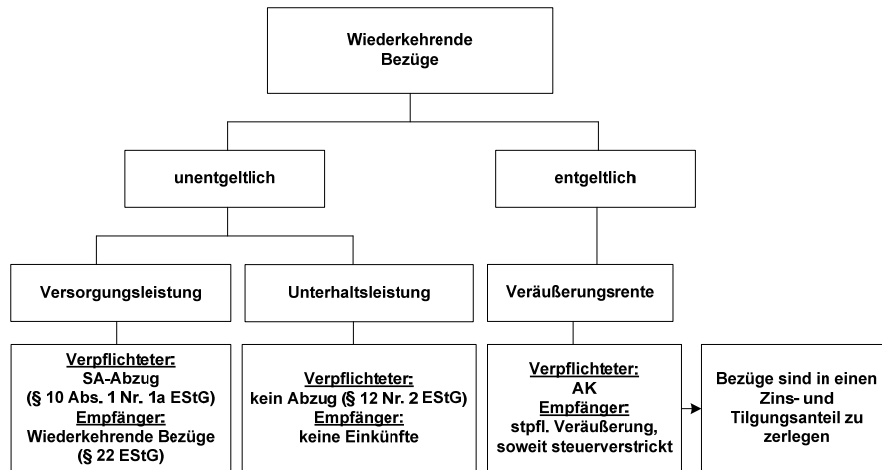 Wiederkehrende
Bezüge
unentgeltlich
entgeltlich
Versorgungsleistung
Unterhaltsleistung
Veräußerungsrente
Verpflichteter:
SA-Abzug
(§ 10 Abs. 1 Nr. 1a EStG)
Empfänger:
Wiederkehrende Bezüge
(§ 22 EStG)
Verpflichteter:
kein Abzug (§ 12 Nr. 2 EStG)
Empfänger:
keine Einkünfte
Verpflichteter:
AK
Empfänger:
stpfl. Veräußerung,
soweit steuerverstrickt
Bezüge sind in einen
Zins- und
Tilgungsanteil zu
zerlegen